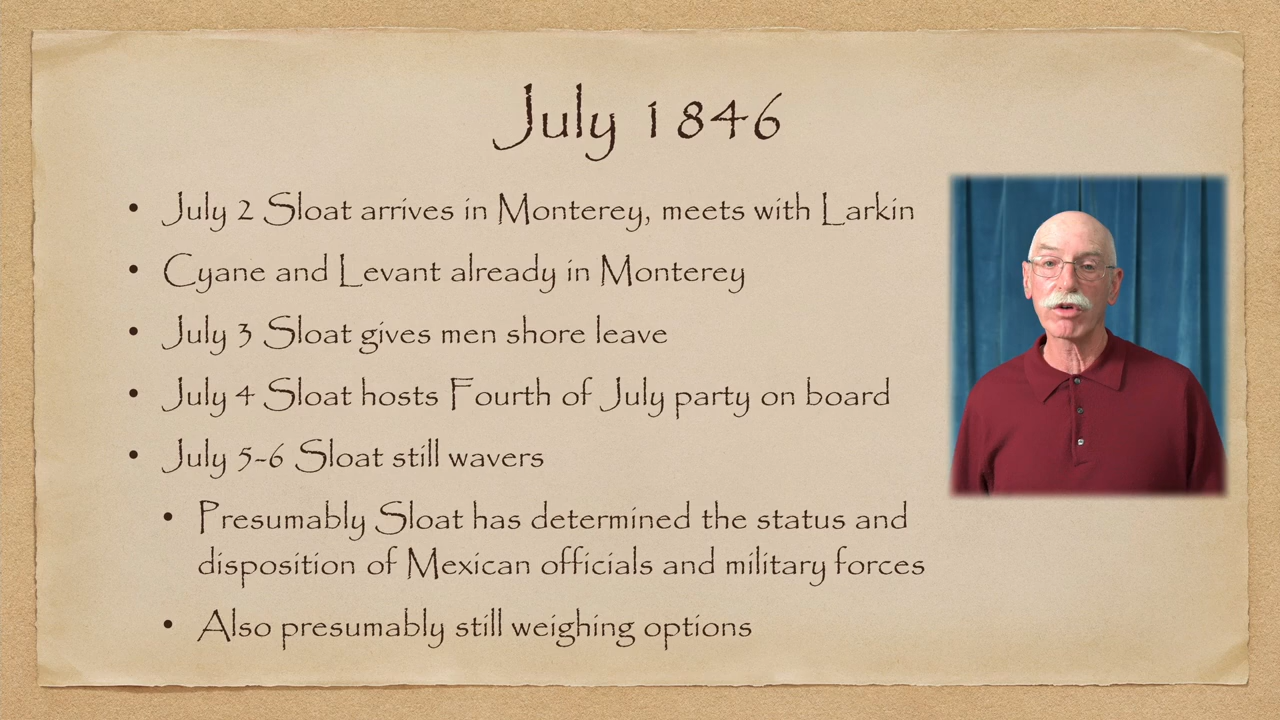 July 1846
• July 2 Sloat arrives in Monterey, meets with Larkin
• Cyane and Levant already in Monterey
• July 3 Sloat gives men shore leave
• July 4 Sloat hosts Fourth of July party on board
• July 5-6 Sloat still wavers
• Presumably Sloat has determined the status and
disposition of Mexican officials and military forces
• Also presumably still weighing options